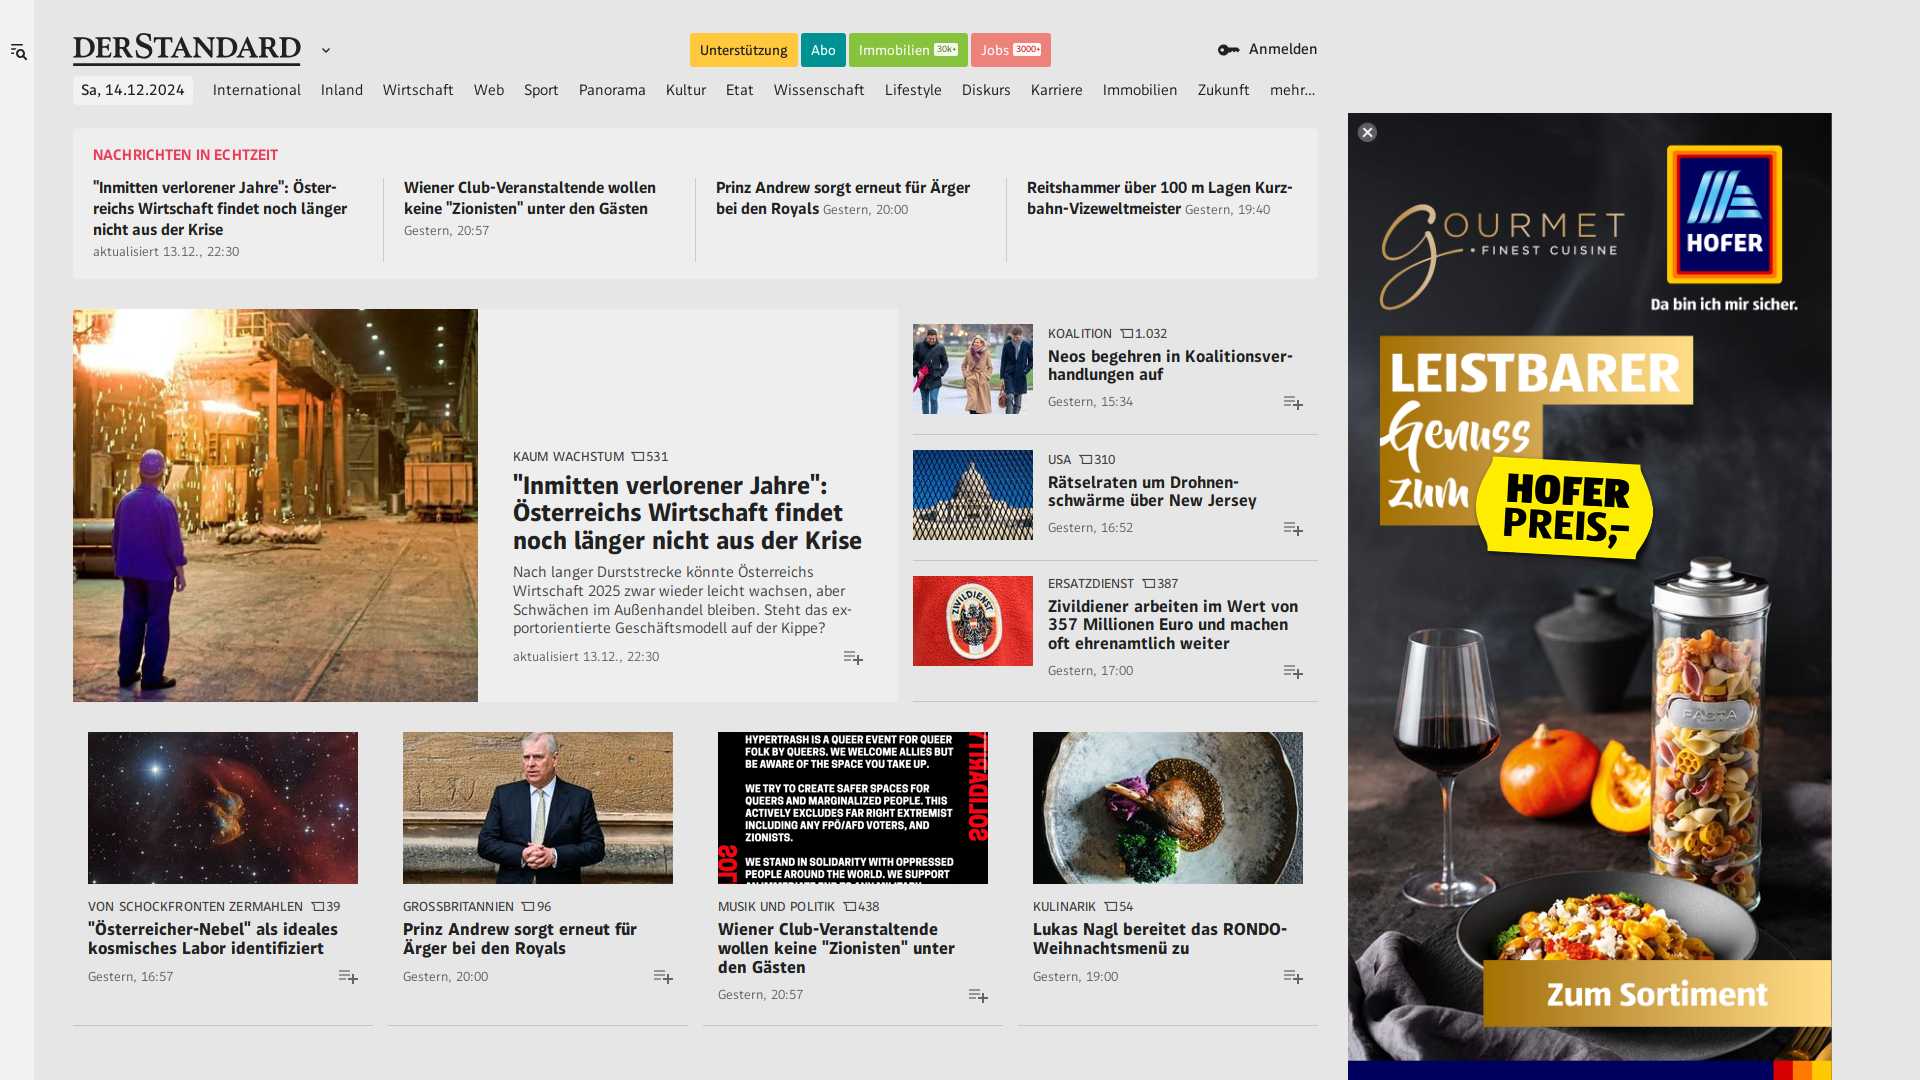 DERSTANDARD
Unterstützung
Abo
Immobilien 30k+
Jobs 3000+
Anmelden
Sa, 14.12.2024
International
Inland
Wirtschaft
Web
Sport
Panorama
Kultur
Etat
Wissenschaft
Lifestyle
Diskurs
Karriere
Immobilien
Zukunft
mehr…
NACHRICHTEN IN ECHTZEIT
"Inmitten verlorener Jahre": Öster-
reichs Wirtschaft findet noch länger
nicht aus der Krise
aktualisiert 13.12., 22:30
Wiener Club-Veranstaltende wollen
keine "Zionisten" unter den Gästen
Gestern, 20:57
Prinz Andrew sorgt erneut für Ärger
bei den Royals Gestern, 20:00
Reitshammer über 100 m Lagen Kurz-
bahn-Vizeweltmeister Gestern, 19:40
KAUM WACHSTUM 531
"Inmitten verlorener Jahre":
Österreichs Wirtschaft findet
noch länger nicht aus der Krise
Nach langer Durststrecke könnte Österreichs
Wirtschaft 2025 zwar wieder leicht wachsen, aber
Schwächen im Außenhandel bleiben. Steht das ex-
portorientierte Geschäftsmodell auf der Kippe?
aktualisiert 13.12., 22:30
KOALITION 1.032
Neos begehren in Koalitionsver-
handlungen auf
Gestern, 15:34
USA 310
Rätselraten um Drohnen-
schwärme über New Jersey
Gestern, 16:52
ZIVILDIENST
ERSATZDIENST 387
Zivildiener arbeiten im Wert von
357 Millionen Euro und machen
oft ehrenamtlich weiter
Gestern, 17:00
VON SCHOCKFRONTEN ZERMAHLEN 39
"Österreicher-Nebel" als ideales
kosmisches Labor identifiziert
Gestern, 16:57
GROSSBRITANNIEN 96
Prinz Andrew sorgt erneut für
Ärger bei den Royals
Gestern, 20:00
HYPERTRASH IS A QUEER EVENT FOR QUEER
FOLK BY QUEERS. WE WELCOME ALLIES BUT
BE AWARE OF THE SPACE YOU TAKE UP.
WE TRY TO CREATE SAFER SPACES FOR
QUEERS AND MARGINALIZED PEOPLE. THIS
ACTIVELY EXCLUDES FAR RIGHT EXTREMIST
INCLUDING ANY FPÖ/AFD VOTERS, AND
ZIONISTS.
WE STAND IN SOLIDARITY WITH OPPRESSED
PEOPLE AROUND THE WORLD. WE SUPPORT
SOLIDARIT
SOL
MUSIK UND POLITIK 438
Wiener Club-Veranstaltende
wollen keine "Zionisten" unter
den Gästen
Gestern, 20:57
KULINARIK 54
Lukas Nagl bereitet das RONDO-
Weihnachtsmenü zu
Gestern, 19:00
GOURMET
FINEST CUISINE
HOFER
Da bin ich mir sicher.
LEISTBARER
Genuss
zum
HOFER
PREIS,-
PASTA
Zum Sortiment